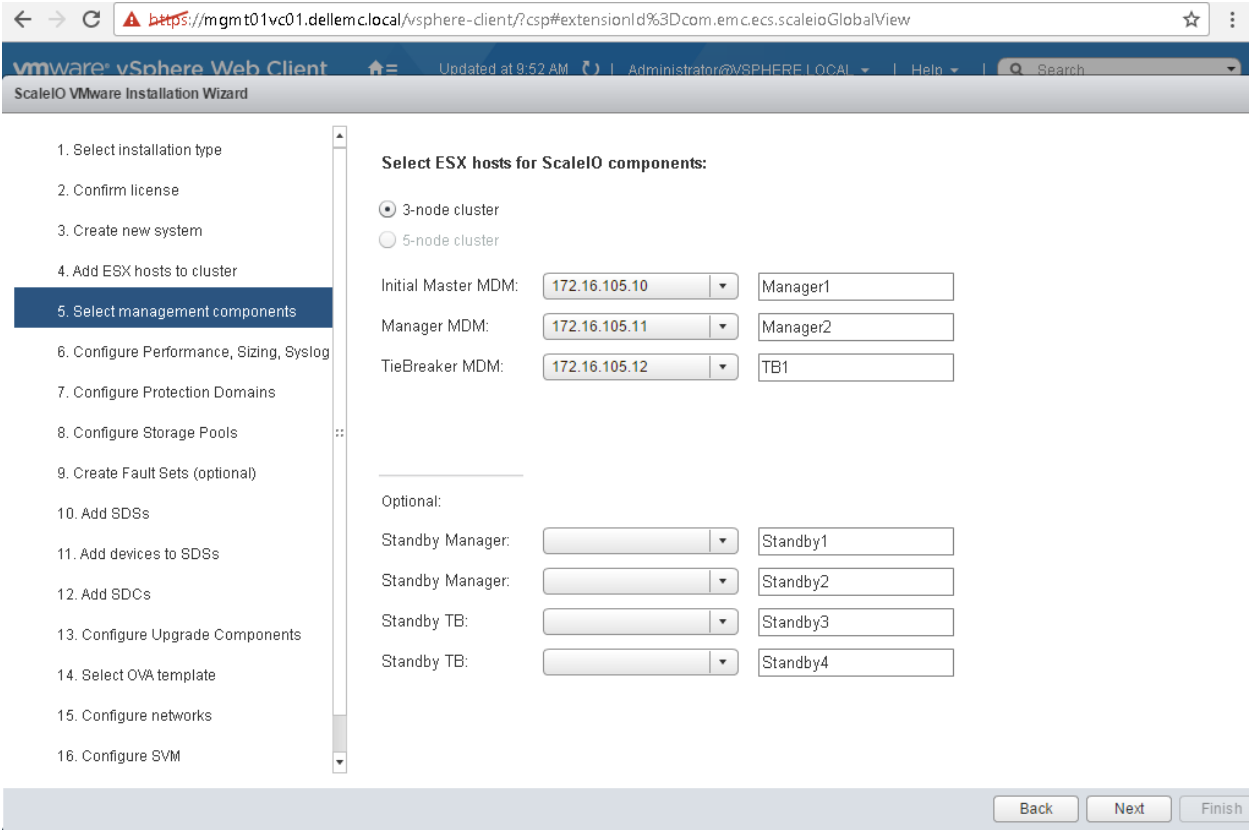 https://mgmt01vc01.dellemc.local/vsphere-client/?csp#extensionId%3Dcom.emc.ecs.scaleioGlobalView
vmware® vSphere Web Client Updated at 9:52 AM | Administrator@VSPHERE.LOCAL | Help | Search
ScaleIO VMware Installation Wizard
1. Select installation type
2. Confirm license
3. Create new system
4. Add ESX hosts to cluster
5. Select management components
6. Configure Performance, Sizing, Syslog
7. Configure Protection Domains
8. Configure Storage Pools
9. Create Fault Sets (optional)
10. Add SDSs
11. Add devices to SDSs
12. Add SDCs
13. Configure Upgrade Components
14. Select OVA template
15. Configure networks
16. Configure SVM
Select ESX hosts for ScaleIO components:
3-node cluster
5-node cluster
Initial Master MDM: 172.16.105.10 Manager1
Manager MDM: 172.16.105.11 Manager2
TieBreaker MDM: 172.16.105.12 TB1
Optional:
Standby Manager: Standby1
Standby Manager: Standby2
Standby TB: Standby3
Standby TB: Standby4
Back Next Finish